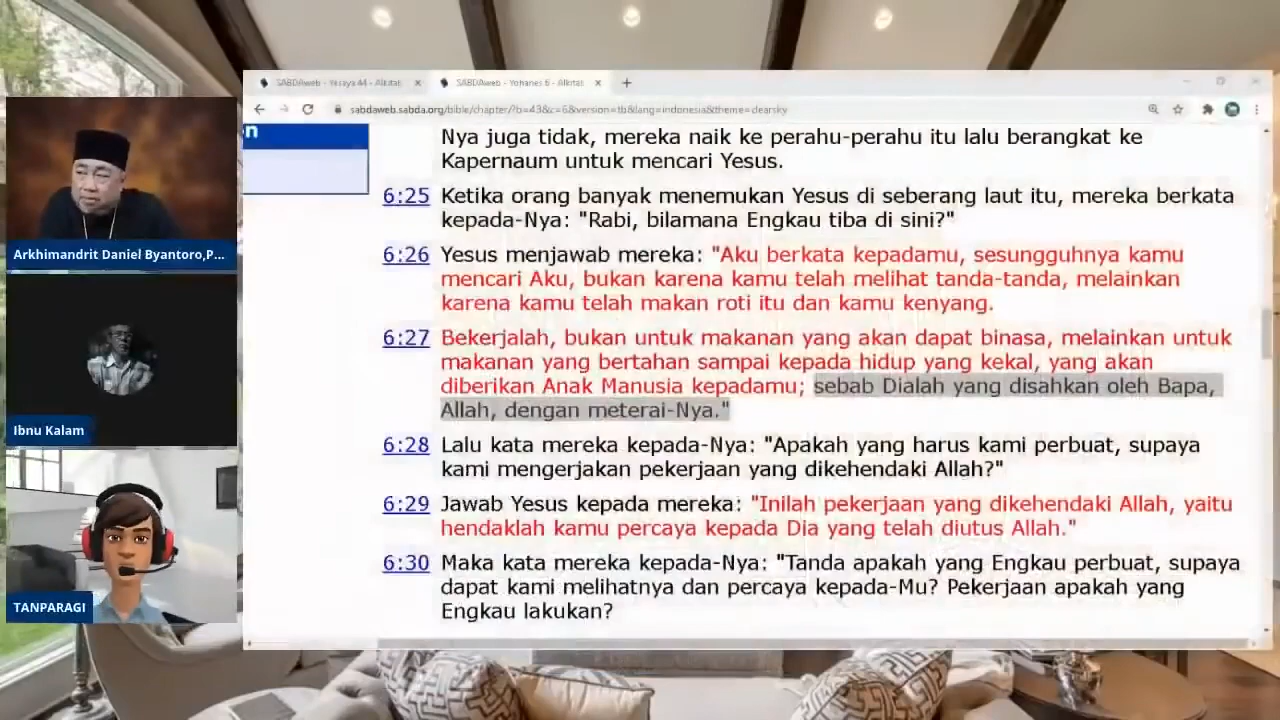 SABDAweb - Yesaya 44 - Alkitab
SABDAweb - Yohanes 6 - Alkitab
sabdaweb.sabda.org/bible/chapter/?b=43&c=6&version=tb&lang=indonesia&theme=clearsky
n
Nya juga tidak, mereka naik ke perahu-perahu itu lalu berangkat ke
Kapernaum untuk mencari Yesus.
6:25 Ketika orang banyak menemukan Yesus di seberang laut itu, mereka berkata
kepada-Nya: "Rabi, bilamana Engkau tiba di sini?"
6:26 Yesus menjawab mereka: "Aku berkata kepadamu, sesungguhnya kamu
mencari Aku, bukan karena kamu telah melihat tanda-tanda, melainkan
karena kamu telah makan roti itu dan kamu kenyang.
6:27 Bekerjalah, bukan untuk makanan yang akan dapat binasa, melainkan untuk
makanan yang bertahan sampai kepada hidup yang kekal, yang akan
diberikan Anak Manusia kepadamu; sebab Dialah yang disahkan oleh Bapa,
Allah, dengan meterai-Nya."
6:28 Lalu kata mereka kepada-Nya: "Apakah yang harus kami perbuat, supaya
kami mengerjakan pekerjaan yang dikehendaki Allah?"
6:29 Jawab Yesus kepada mereka: "Inilah pekerjaan yang dikehendaki Allah, yaitu
hendaklah kamu percaya kepada Dia yang telah diutus Allah."
6:30 Maka kata mereka kepada-Nya: "Tanda apakah yang Engkau perbuat, supaya
dapat kami melihatnya dan percaya kepada-Mu? Pekerjaan apakah yang
Engkau lakukan?
Arkhimandrit Daniel Byantoro,P...
Ibnu Kalam
TANPARAGI